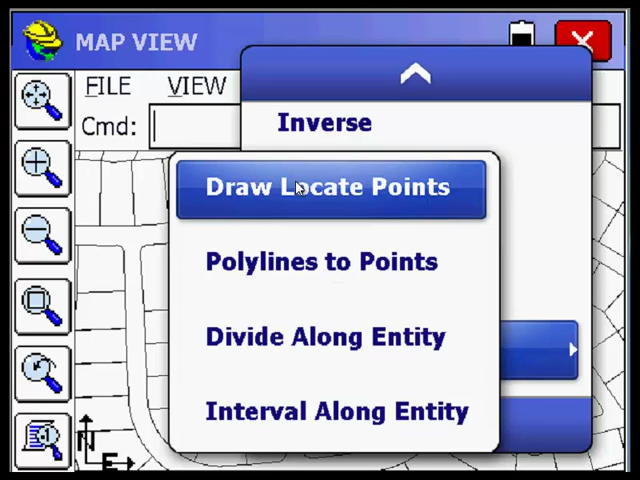 MAP VIEW
FILE VIEW
Cmd:
Inverse
Draw Locate Points
Polylines to Points
Divide Along Entity
Interval Along Entity
N
E